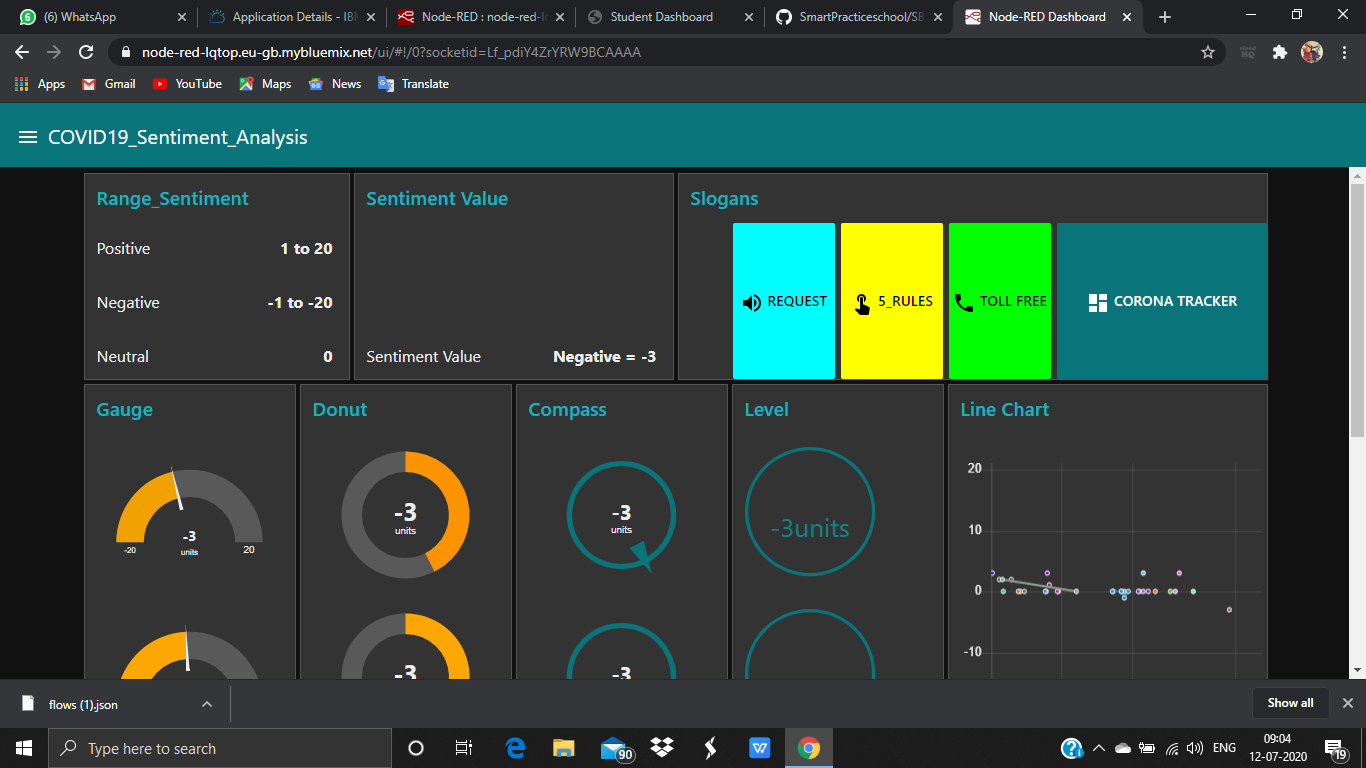 (6) WhatsApp
Application Details - IBM
Node-RED : node-red-l
Student Dashboard
SmartPracticeschool/SB
Node-RED Dashboard
node-red-lqtop.eu-gb.mybluemix.net/ui/#!/0?socketid=Lf_pdiY4ZrYRW9BCAAAA
Apps
Gmail
YouTube
Maps
News
Translate
COVID19_Sentiment_Analysis
Range_Sentiment
Positive 1 to 20
Negative -1 to -20
Neutral 0
Sentiment Value
Sentiment Value Negative = -3
Slogans
REQUEST
5_RULES
TOLL FREE
CORONA TRACKER
Gauge
-3
units
-20 20
Donut
-3
units
-3
Compass
-3
units
-3
Level
-3units
Line Chart
20
10
0
-10
flows (1).json
Show all
Type here to search
90
W
ENG
09:04
12-07-2020
19